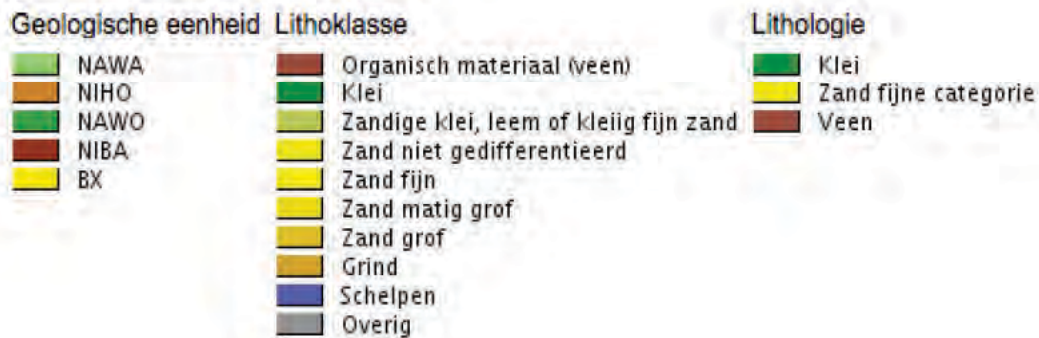 Geologische eenheid
NAWA
NIHO
NAWO
NIBA
BX
Lithoklasse
Organisch materiaal (veen)
Klei
Zandige klei, leem of kleiig fijn zand
Zand niet gedifferentieerd
Zand fijn
Zand matig grof
Zand grof
Grind
Schelpen
Overig
Lithologie
Klei
Zand fijne categorie
Veen